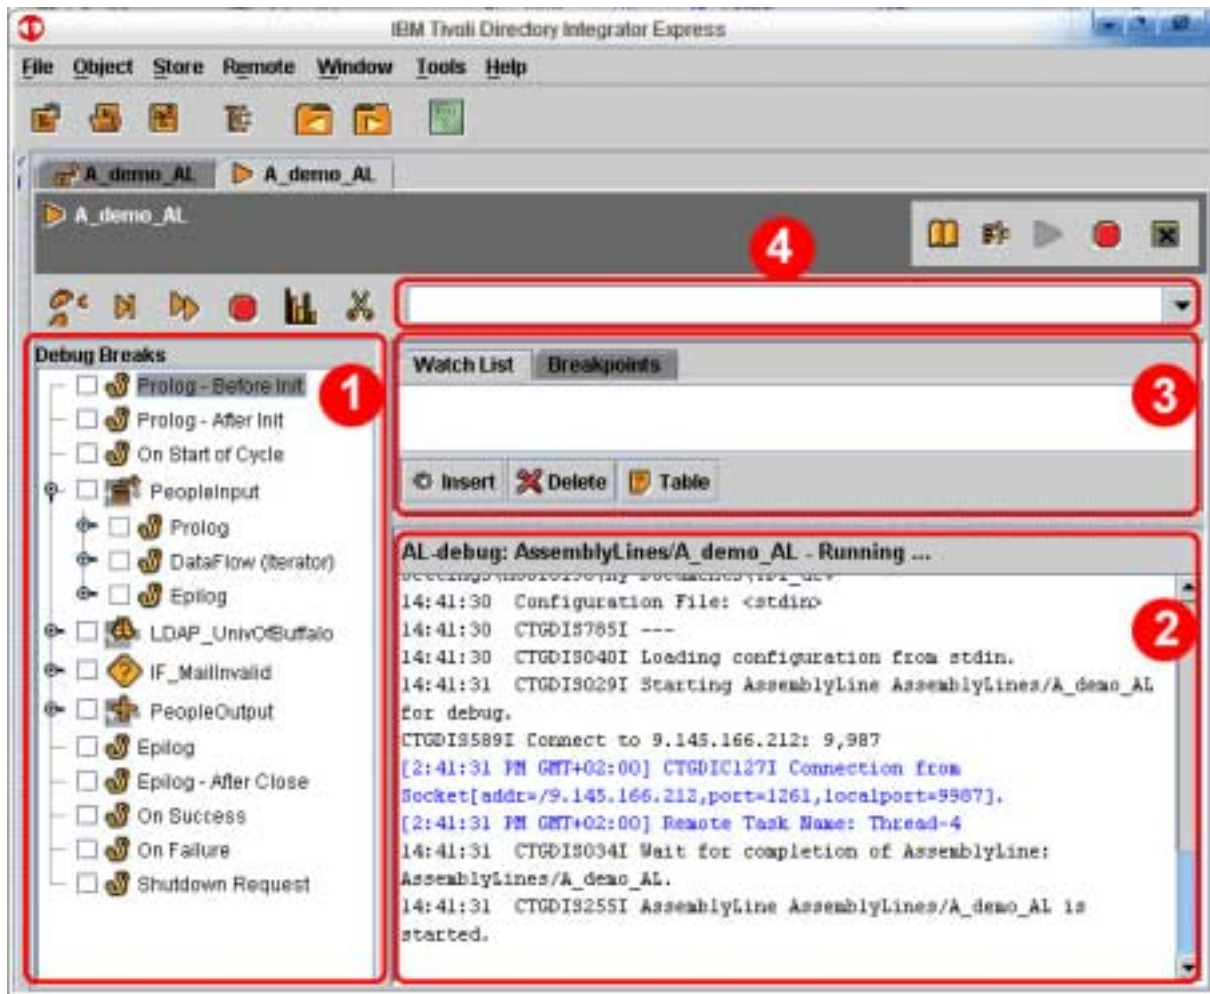 IBM Tivoli Directory Integrator Express
File Object Store Remote Window Tools Help
A_demo_AL A_demo_AL
A_demo_AL
4
Debug Breaks
1
Prolog - Before Init
Prolog - After Init
On Start of Cycle
PeopleInput
Prolog
DataFlow (Iterator)
Epilog
LDAP_UnivOfBuffalo
IF_MailInvalid
PeopleOutput
Epilog
Epilog - After Close
On Success
On Failure
Shutdown Request
Watch List Breakpoints
3
Insert Delete Table
AL-debug: AssemblyLines/A_demo_AL - Running ...
2
14:41:30 Configuration File: <stdin>
14:41:30 CTGDIS785I ---
14:41:30 CTGDIS040I Loading configuration from stdin.
14:41:31 CTGDIS029I Starting AssemblyLine AssemblyLines/A_demo_AL
for debug.
CTGDIS589I Connect to 9.145.166.212: 9,987
[2:41:31 PM GMT+02:00] CTGDIC127I Connection from
Socket[addr=/9.145.166.212,port=1261,localport=9987].
[2:41:31 PM GMT+02:00] Remote Task Name: Thread-4
14:41:31 CTGDIS034I Wait for completion of AssemblyLine:
AssemblyLines/A_demo_AL.
14:41:31 CTGDIS255I AssemblyLine AssemblyLines/A_demo_AL is
started.